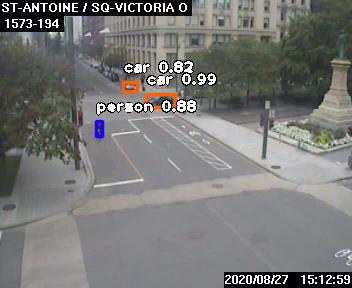 ST-ANTOINE / SQ-VICTORIA O
1573-194
car 0.82
car 0.99
person 0.88
2020/08/27 15:12:59